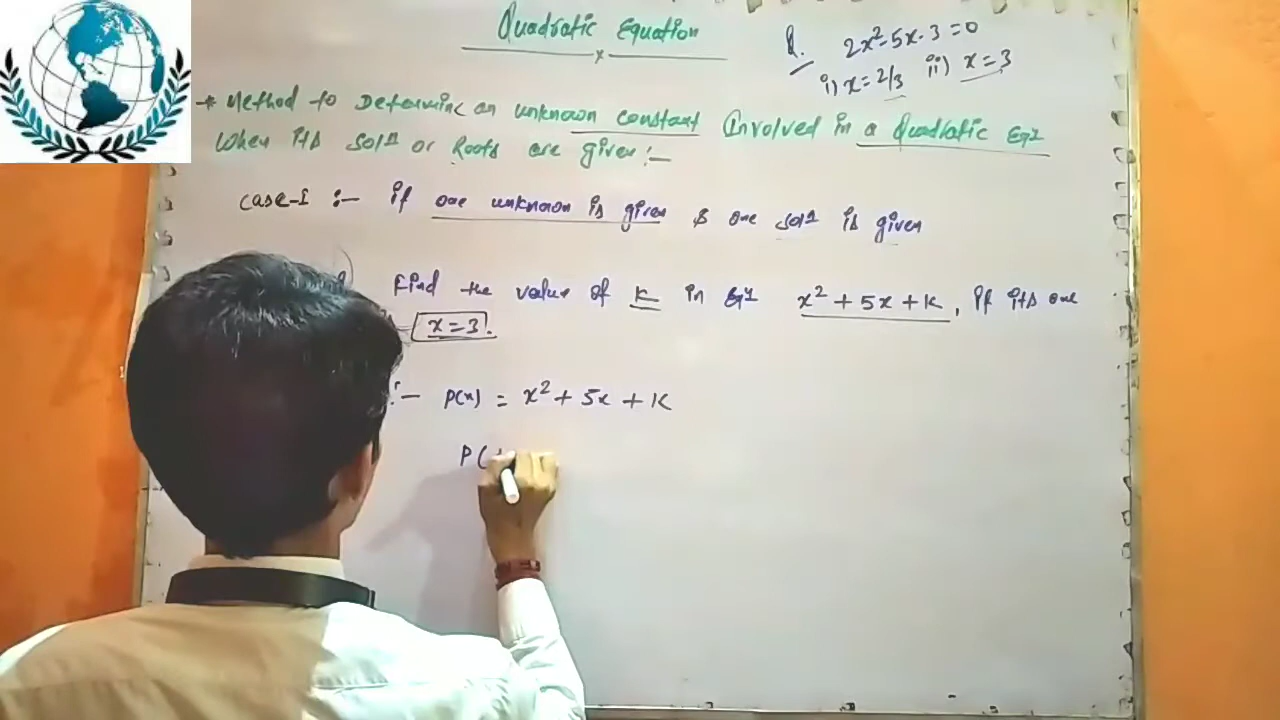 Quadratic Equation
Q. 2x²-5x-3=0
i) x=2/3 ii) x=3
* Method to Determine an unknown constant Involved in a Quadratic Eqn
When its Soln or Roots are given:-
Case-I :- if one unknown is given & one soln is given
Find the value of k in Eqn x²+5x+k, if its one
x=3.
:- P(x) = x²+5x+k
P(